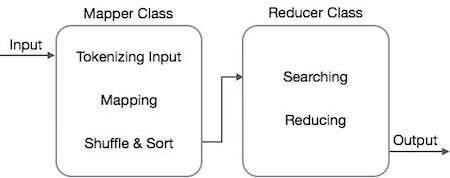 Mapper Class
Reducer Class
Input
Tokenizing Input
Mapping
Shuffle & Sort
Searching
Reducing
Output